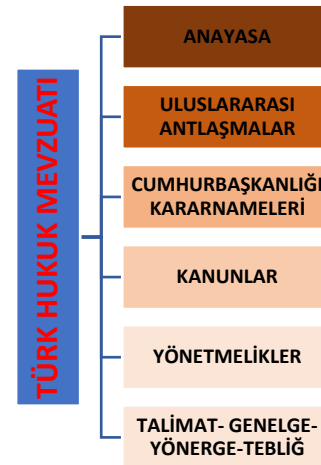 TÜRK HUKUK MEVZUATI
ANAYASA
ULUSLARARASI
ANTLAŞMALAR
CUMHURBAŞKANLIĞI
KARARNAMELERİ
KANUNLAR
YÖNETMELİKLER
TALİMAT- GENELGE-
YÖNERGE-TEBLİĞ